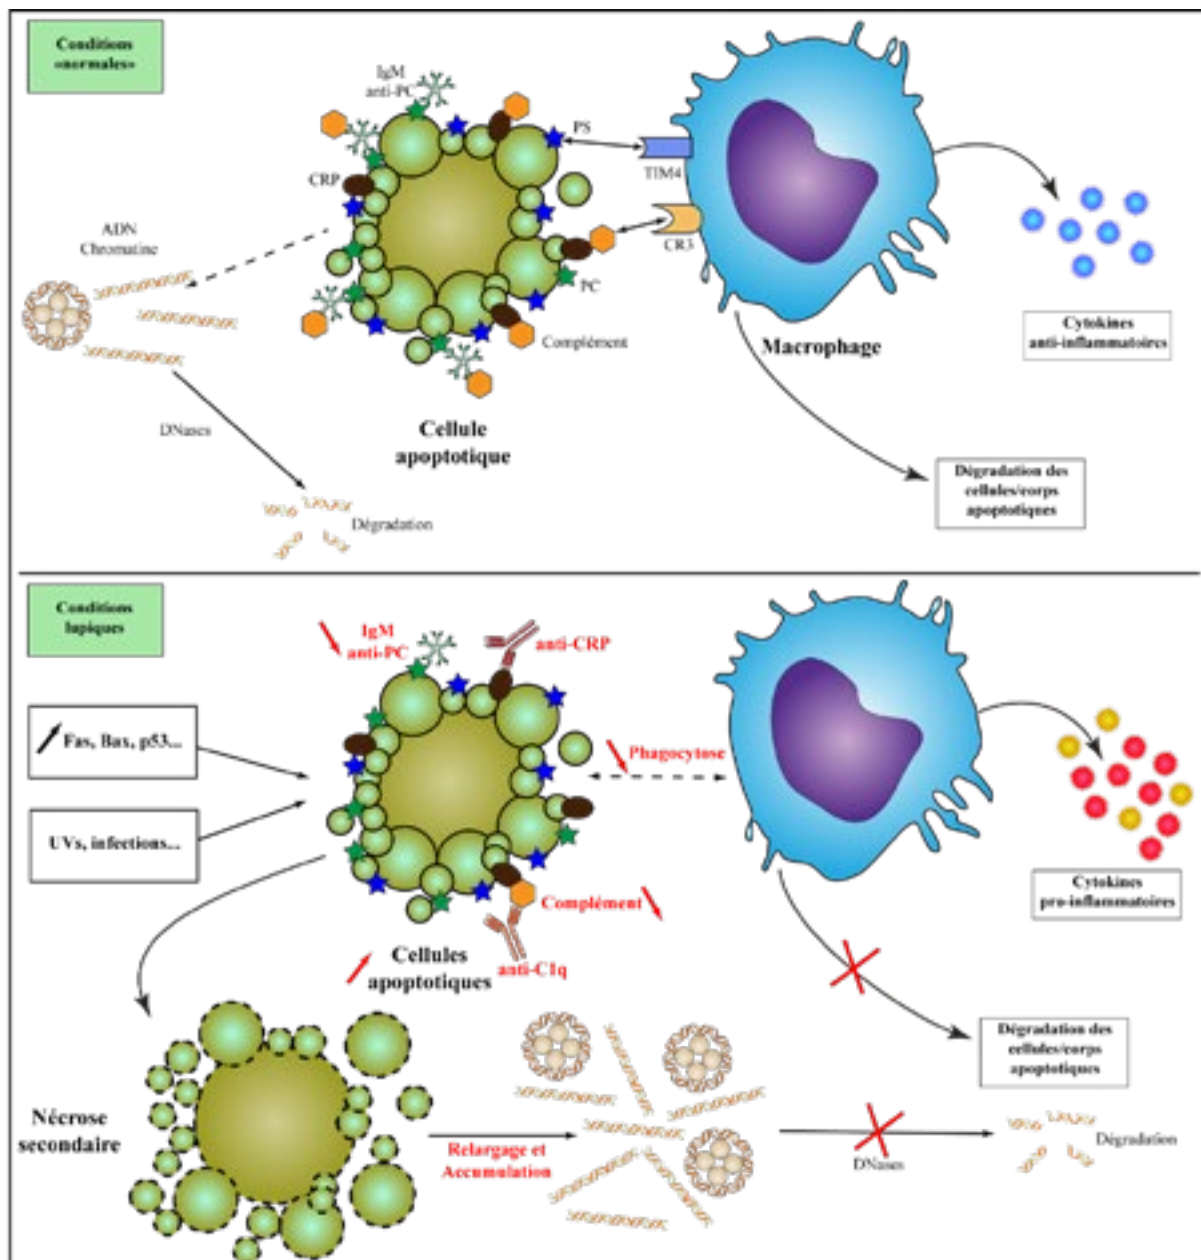 Conditions
«normales»
IgM
anti-PC
PS
TIM4
CRP
CR3
ADN
Chromatine
PC
Complément
Macrophage
Cytokines
anti-inflammatoires
DNases
Cellule
apoptotique
Dégradation des
cellules/corps
apoptotiques
Dégradation
Conditions
lupiques
IgM
anti-PC
anti-CRP
Fas, Bax, p53...
Phagocytose
UVs, infections...
Cytokines
pro-inflammatoires
Complément
anti-C1q
Cellules
apoptotiques
Dégradation des
cellules/corps
apoptotiques
Nécrose
secondaire
Relargage et
Accumulation
DNases
Dégradation